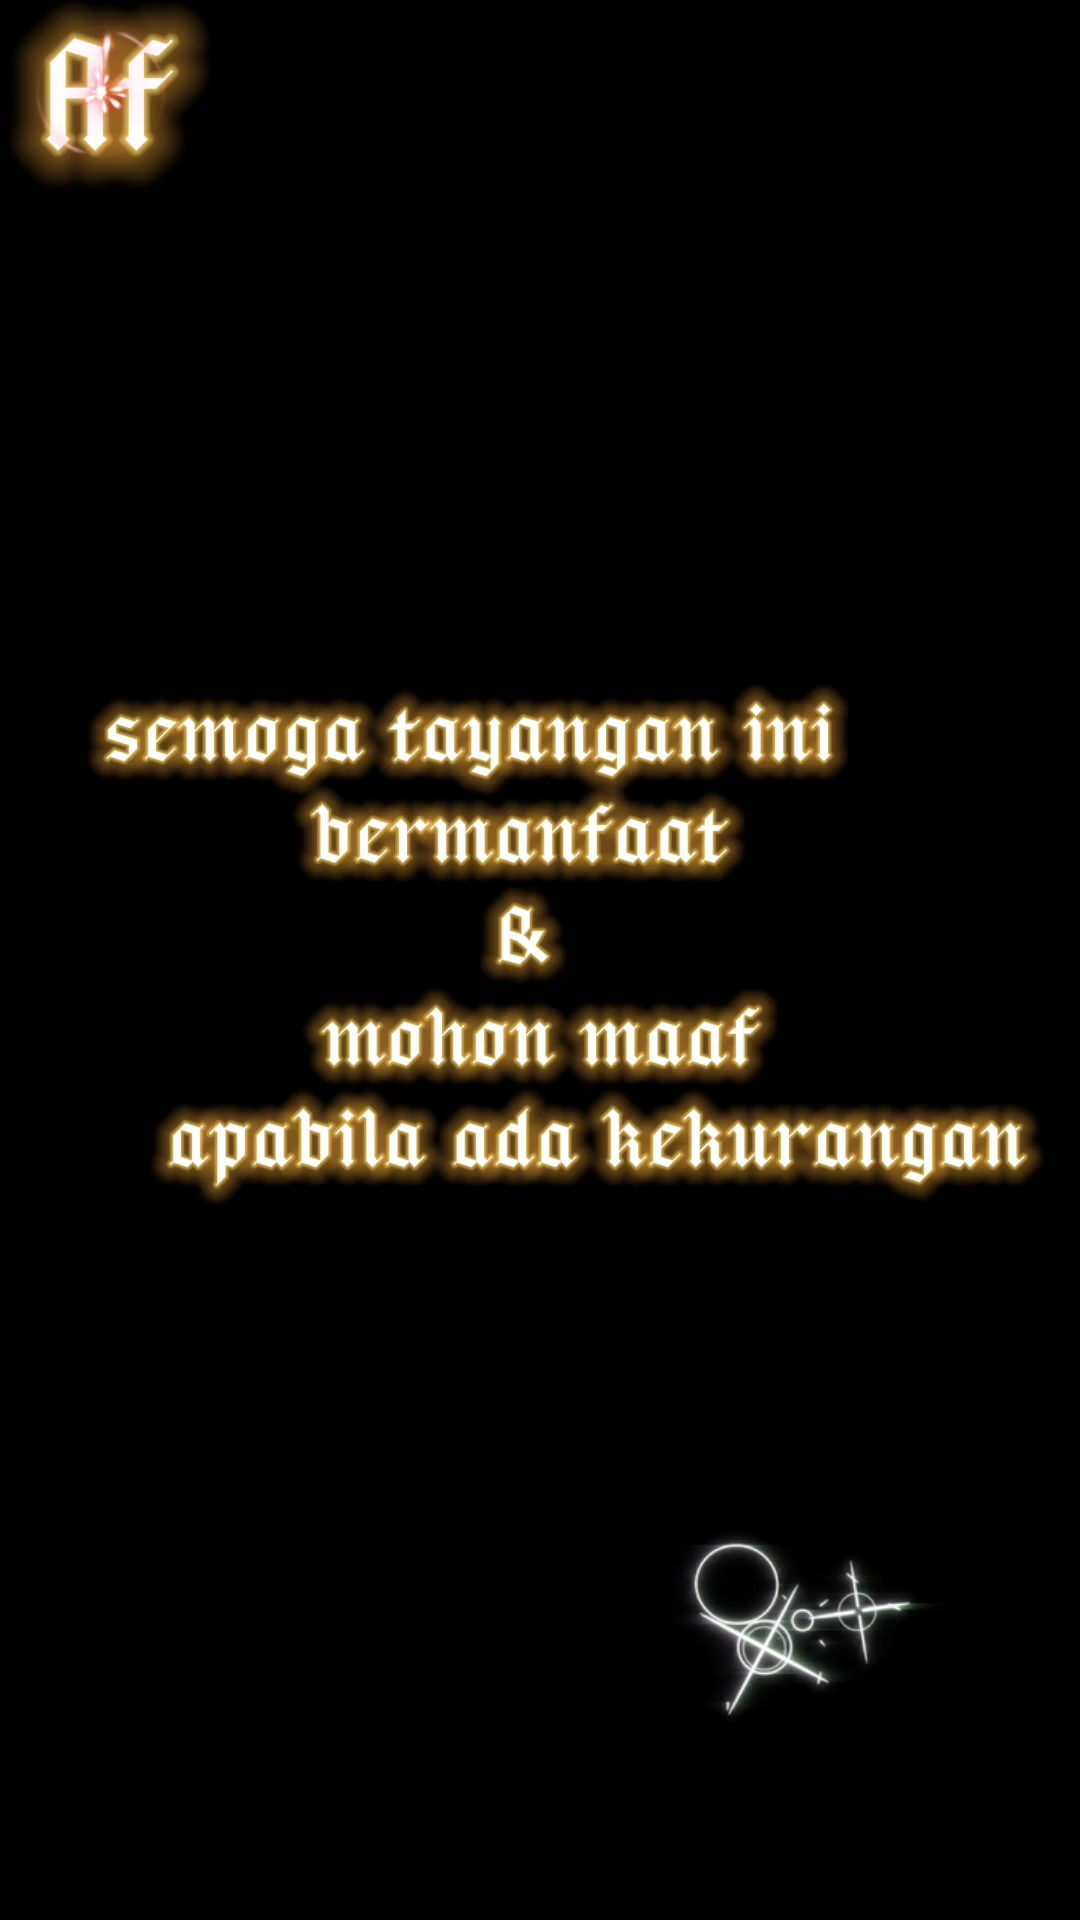 Af
semoga tayangan ini
bermanfaat
&
mohon maaf
apabila ada kekurangan